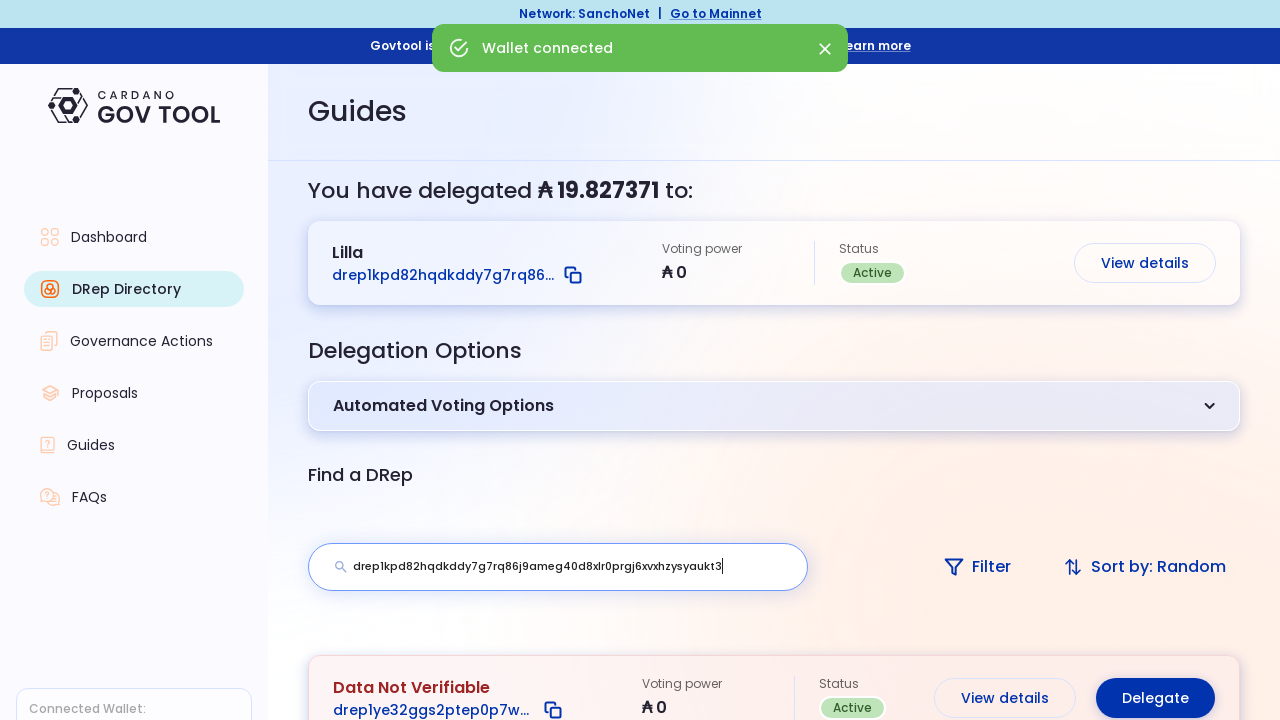 Network: SanchoNet | Go to Mainnet
Govtool is
earn more
Wallet connected
CARDANO
GOV TOOL
Guides
You have delegated ₳ 19.827371 to:
Lilla
drep1kpd82hqdkddy7g7rq86...
Voting power
₳ 0
Status
Active
View details
Dashboard
DRep Directory
Governance Actions
Proposals
Guides
FAQs
Delegation Options
Automated Voting Options
Find a DRep
drep1kpd82hqdkddy7g7rq86j9ameg40d8xlr0prgj6xvxhzysyaukt3
Filter
Sort by: Random
Data Not Verifiable
drep1ye32ggs2ptep0p7w...
Voting power
₳ 0
Status
Active
View details
Delegate
Connected Wallet: